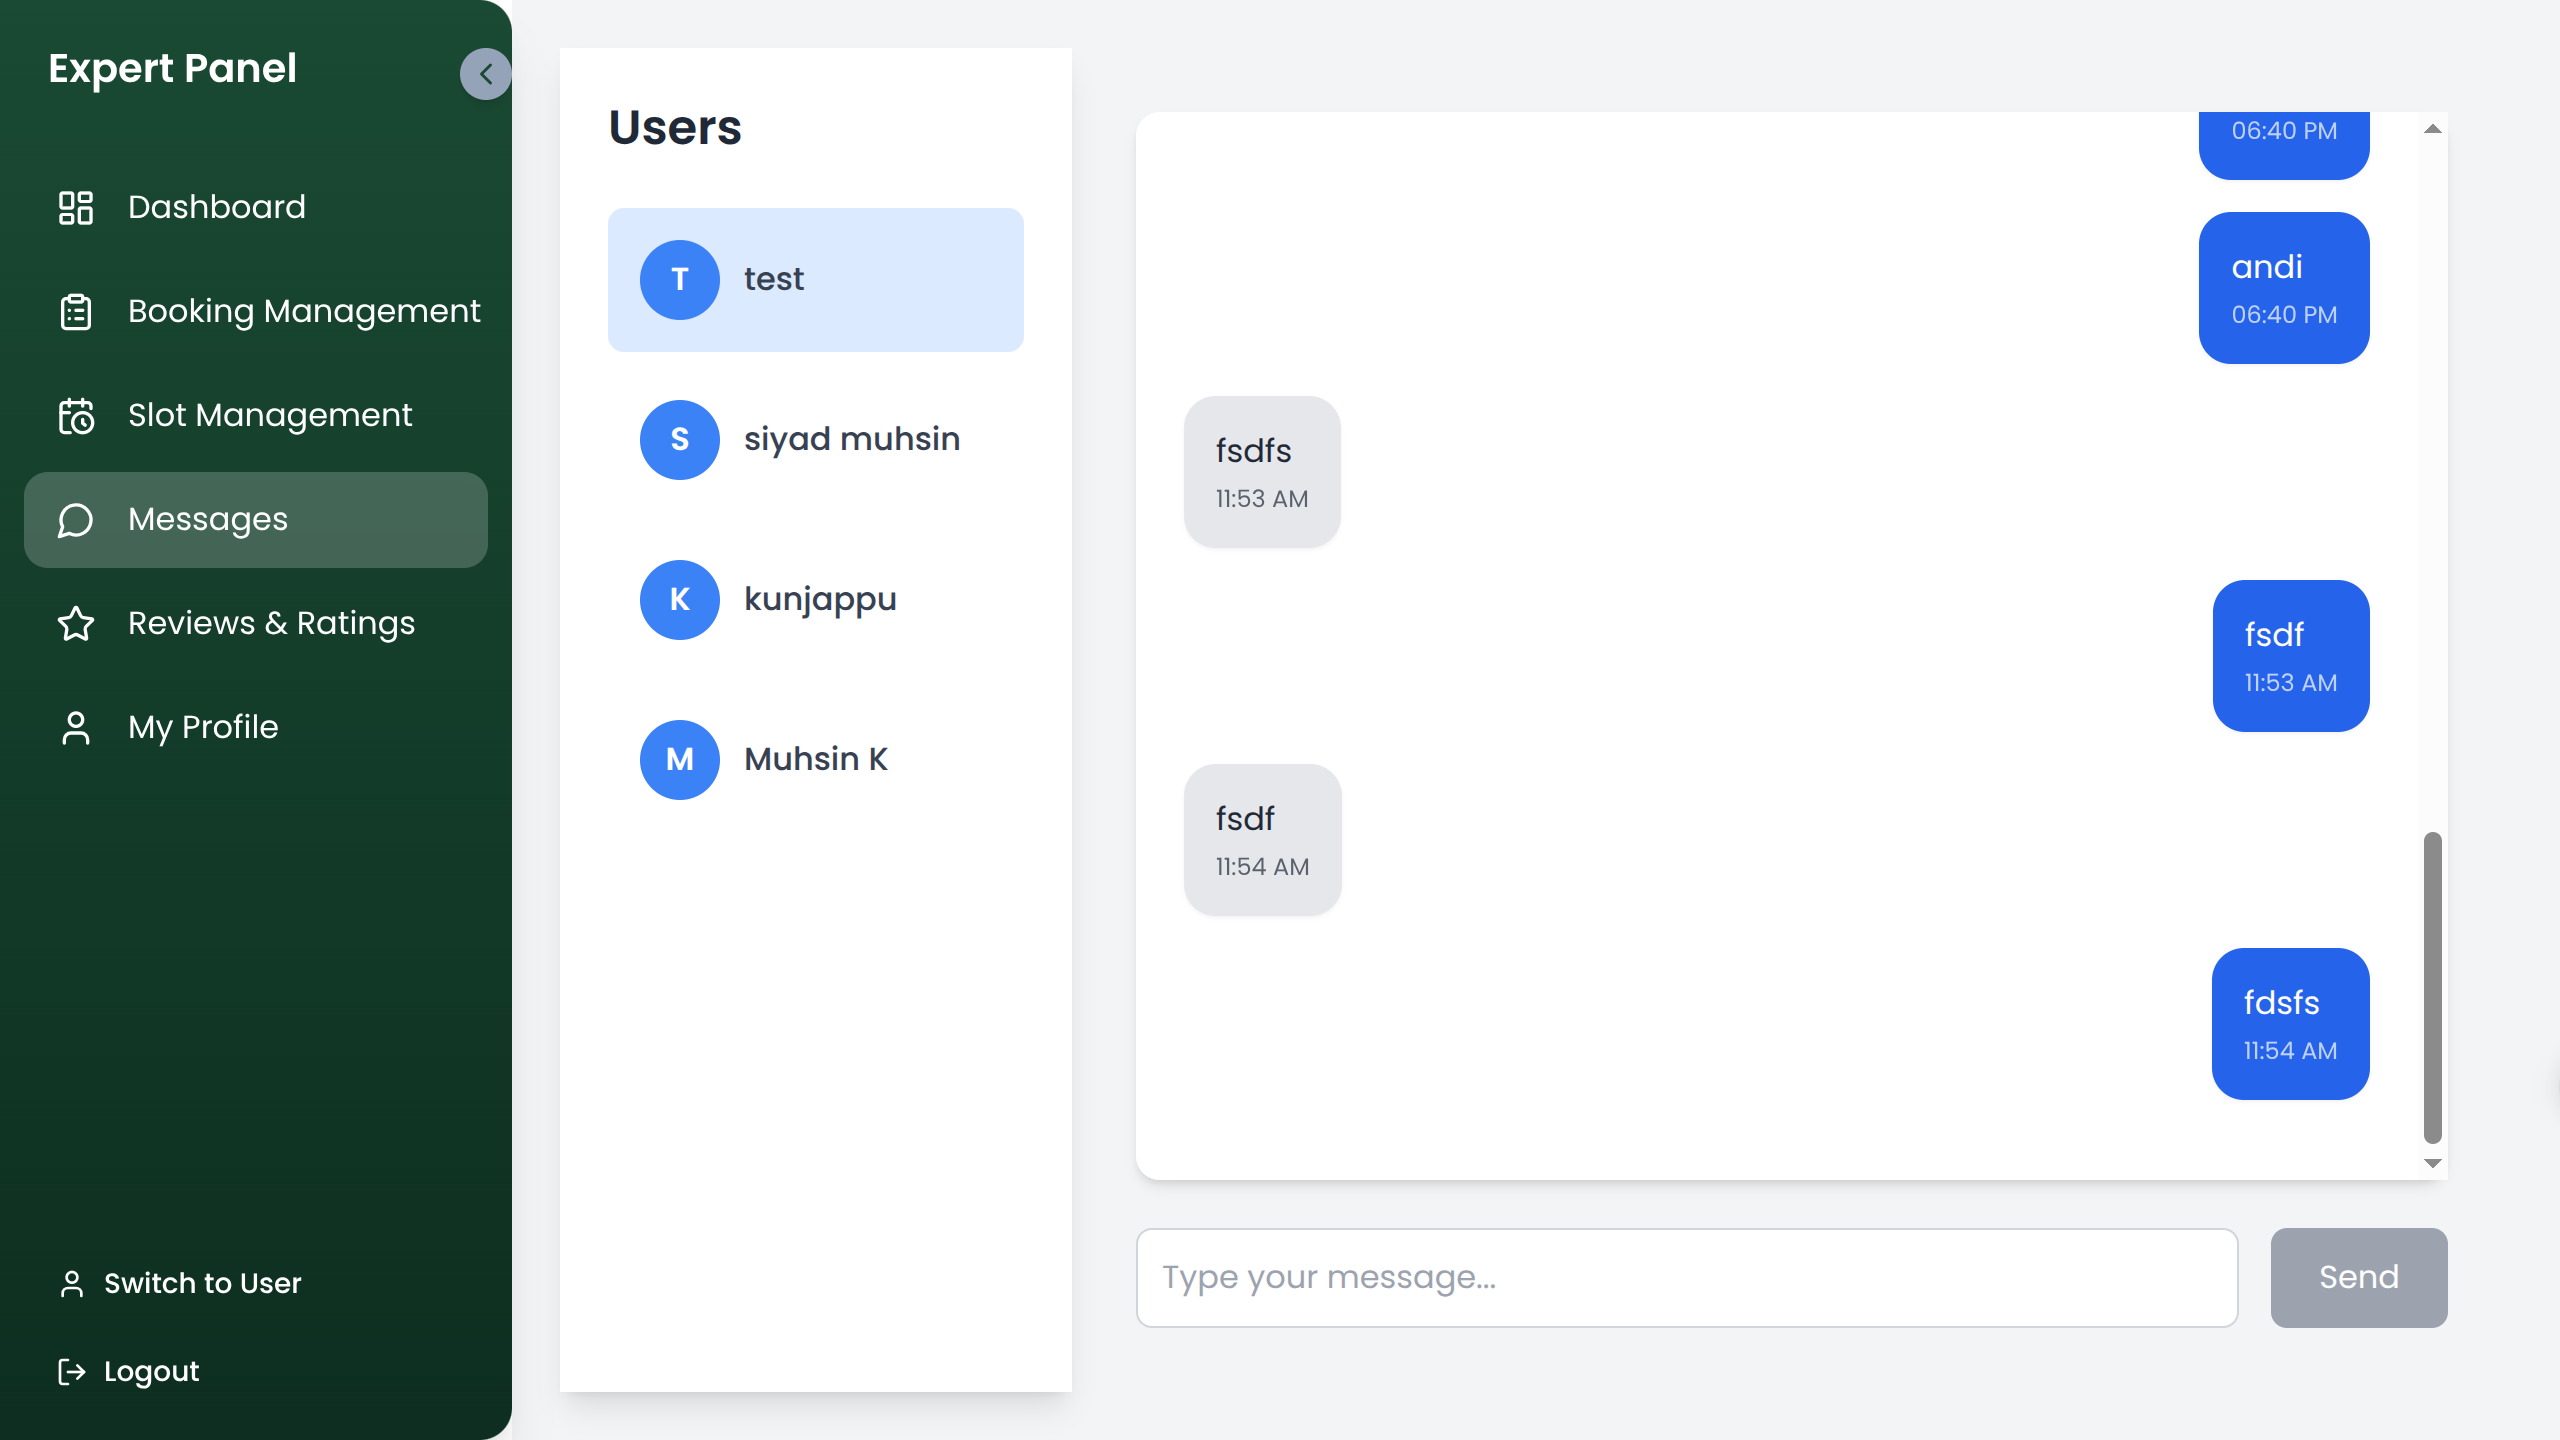 Expert Panel
Dashboard
Booking Management
Slot Management
Messages
Reviews & Ratings
My Profile
Switch to User
Logout
Users
T test
S siyad muhsin
K kunjappu
M Muhsin K
06:40 PM
andi
06:40 PM
fsdfs
11:53 AM
fsdf
11:53 AM
fsdf
11:54 AM
fdsfs
11:54 AM
Type your message...
Send